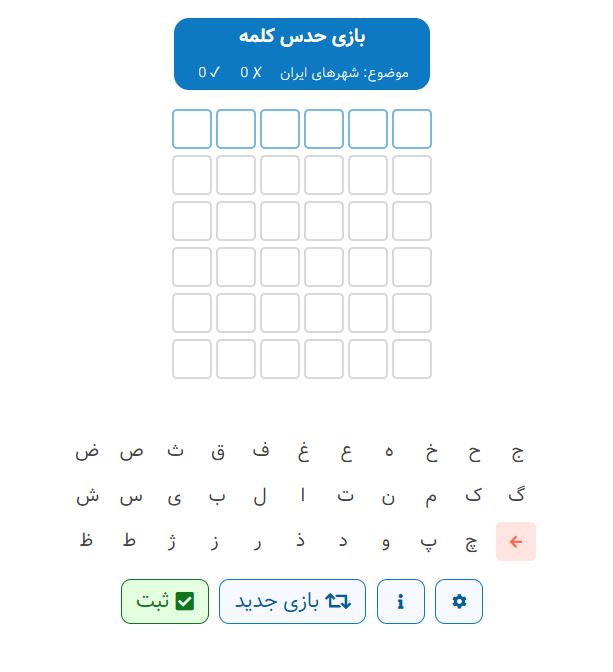 بازی حدس کلمه
موضوع: شهرهای ایران ✗ 0 ✓ 0
ج ح خ ه ع غ ف ق ث ص ض
گ ک م ن ت ا ل ب ی س ش
چ پ و د ذ ر ز ژ ط ظ
بازی جدید ثبت